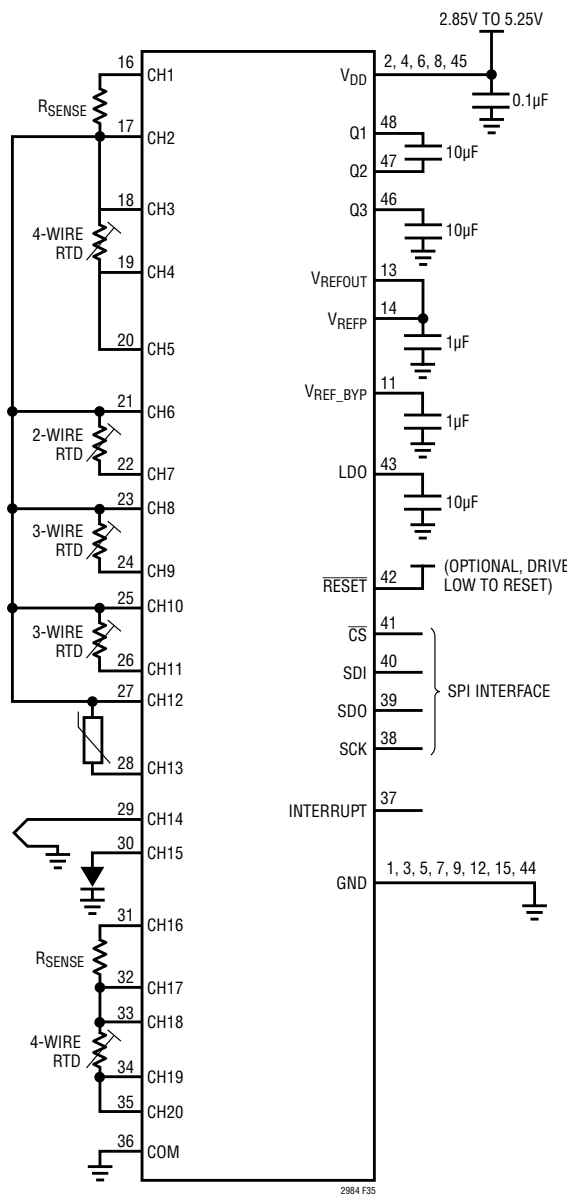 2.85V TO 5.25V
16 CH1 VDD 2, 4, 6, 8, 45
RSENSE 0.1µF
17 CH2 Q1 48
10µF
Q2 47
18 CH3 Q3 46
4-WIRE RTD 10µF
19 CH4 VREFOUT 13
VREFP 14
20 CH5 1µF
21 CH6 VREF_BYP 11
2-WIRE RTD 1µF
22 CH7 LDO 43
23 CH8 10µF
3-WIRE RTD
24 CH9 RESET 42 (OPTIONAL, DRIVE LOW TO RESET)
25 CH10 CS 41
3-WIRE RTD
26 CH11 SDI 40
SPI INTERFACE
27 CH12 SDO 39
SCK 38
28 CH13
INTERRUPT 37
29 CH14
30 CH15
GND 1, 3, 5, 7, 9, 12, 15, 44
31 CH16
RSENSE
32 CH17
33 CH18
4-WIRE RTD
34 CH19
35 CH20
36 COM
2984 F35